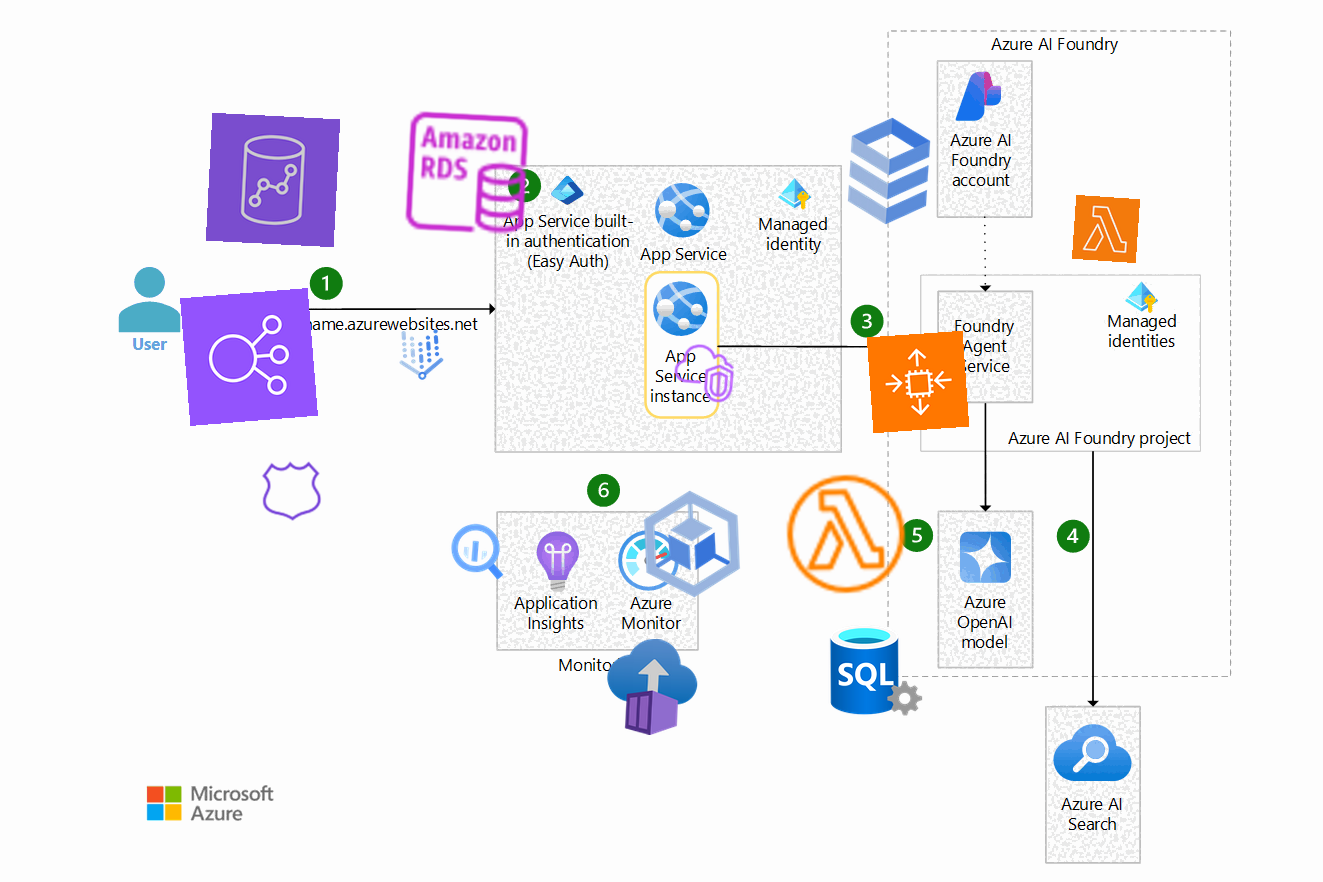 Azure AI Foundry
Azure AI
Foundry
account
Amazon
RDS
2
App Service built-
in authentication
(Easy Auth)
App Service
Managed
identity
1
name.azurewebsites.net
User
App
Service
instance
3
Foundry
Agent
Service
Managed
identities
Azure AI Foundry project
6
Application
Insights
Azure
Monitor
5
4
Azure
OpenAI
model
SQL
Azure AI
Search
Microsoft
Azure